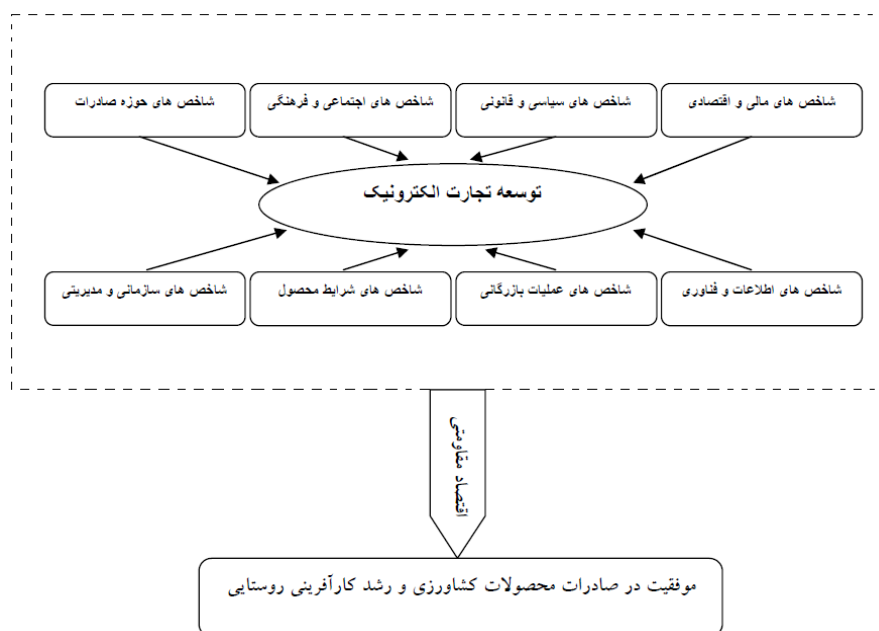 شاخص های مالی و اقتصادی
شاخص های سیاسی و قانونی
شاخص های اجتماعی و فرهنگی
شاخص های حوزه صادرات
توسعه تجارت الکترونیک
شاخص های اطلاعات و فناوری
شاخص های عملیات بازرگانی
شاخص های شرایط محصول
شاخص های سازمانی و مدیریتی
اقتصاد مقاومتی
موفقیت در صادرات محصولات کشاورزی و رشد کارآفرینی روستایی